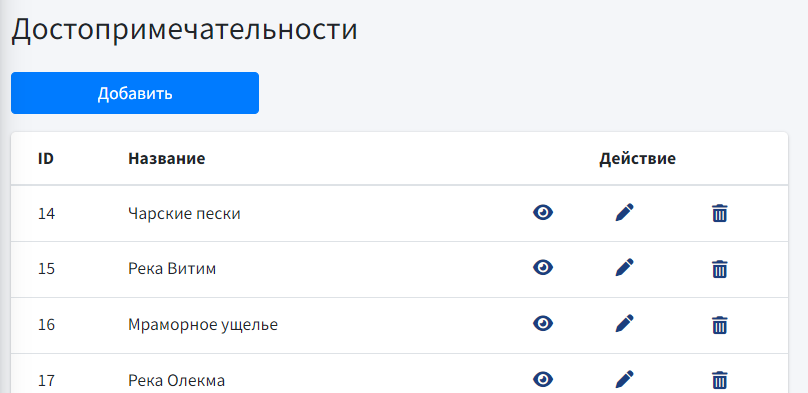 Достопримечательности
Добавить
ID Название Действие
14 Чарские пески
15 Река Витим
16 Мраморное ущелье
17 Река Олекма